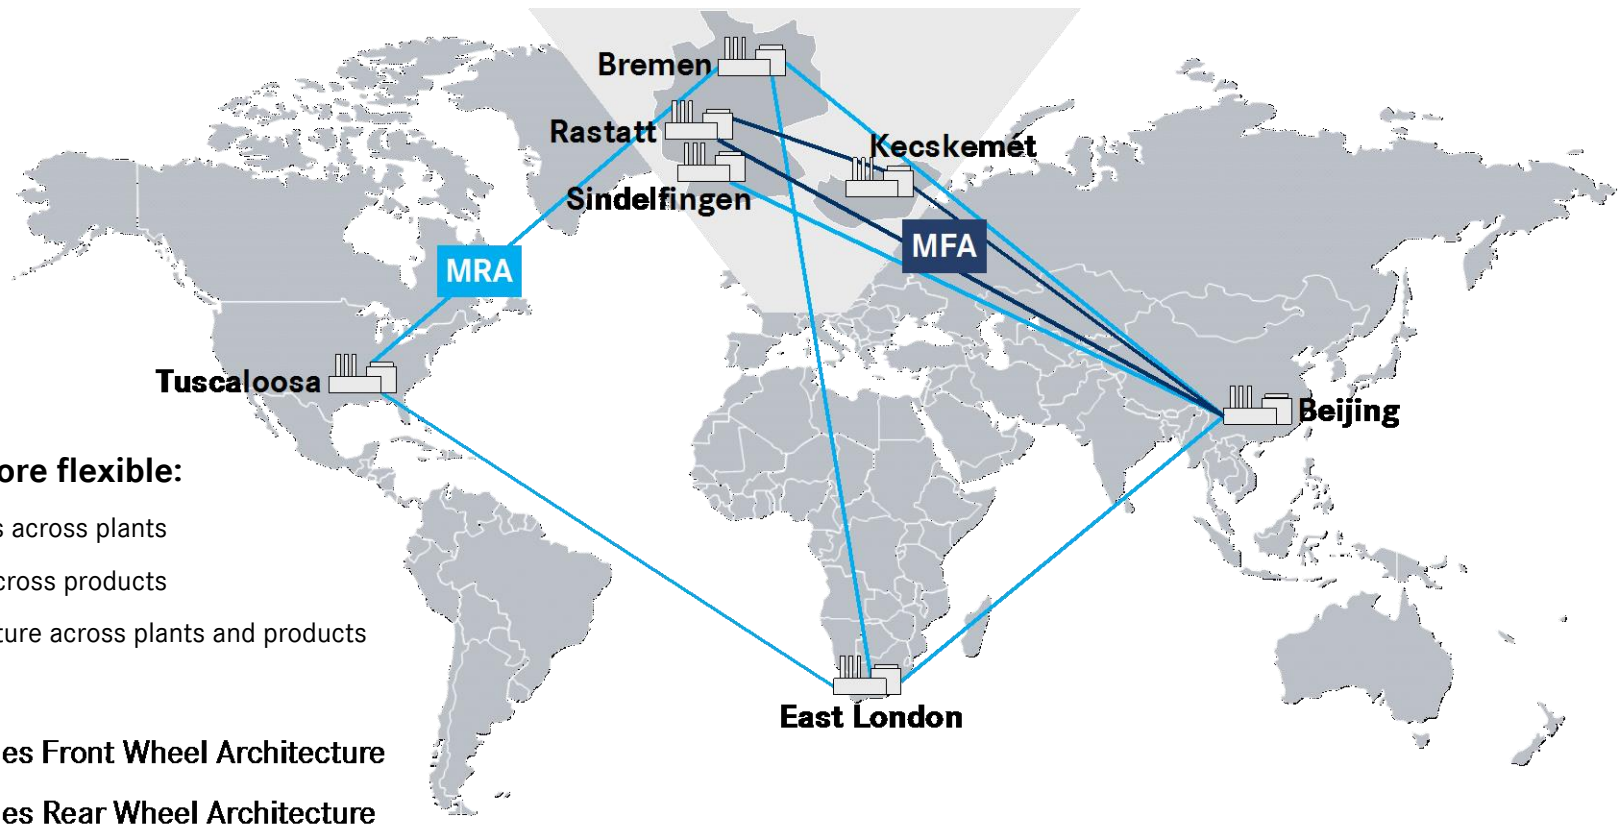 Bremen
Rastatt
Kecskemét
Sindelfingen
MFA
MRA
Tuscaloosa
Beijing
ore flexible:
s across plants
cross products
ture across plants and products
East London
es Front Wheel Architecture
es Rear Wheel Architecture